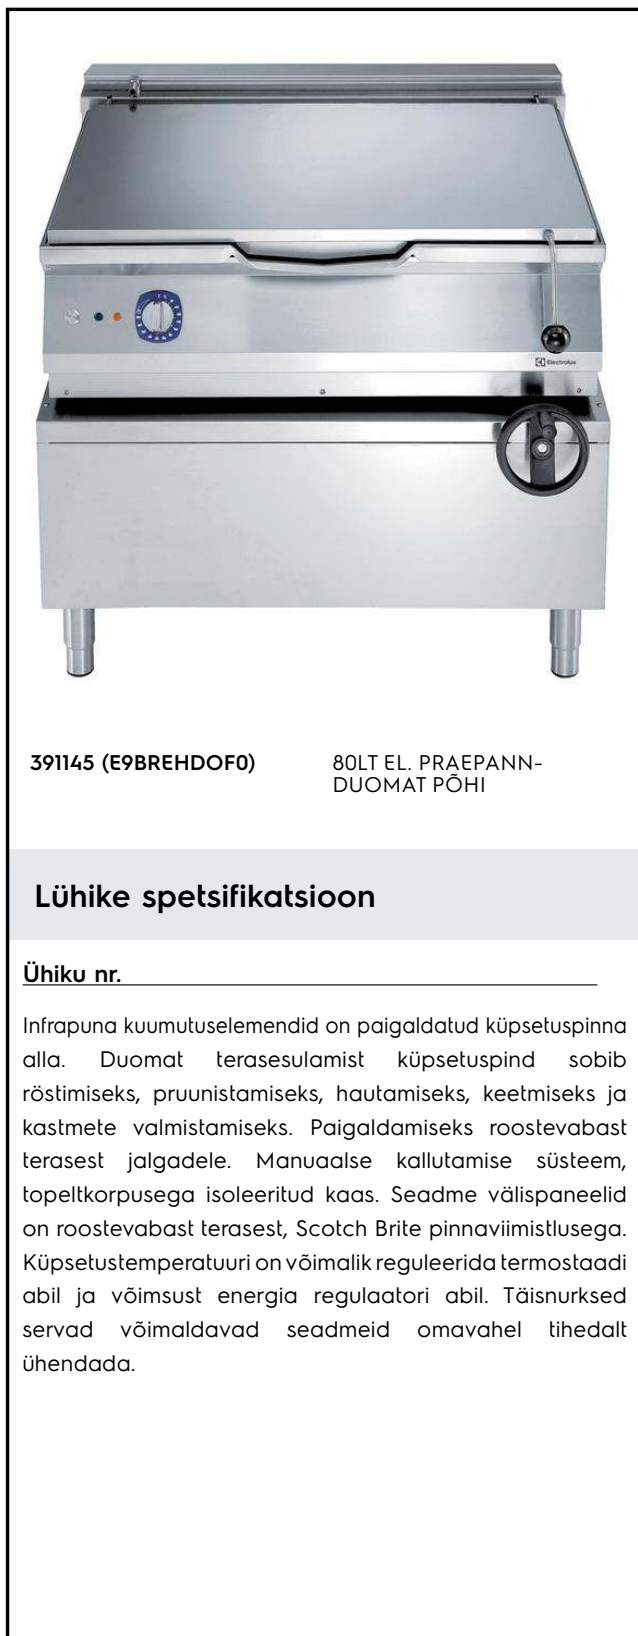 Electrolux
391145 (E9BREHDOF0)
80LT EL. PRAEPANN-
DUOMAT PÕHI
Lühike spetsifikatsioon
Ühiku nr.
Infrapuna kuumutuselemendid on paigaldatud küpsetuspinna
alla. Duomat terasesulamist küpsetuspind sobib
röstimiseks, pruunistamiseks, hautamiseks, keetmiseks ja
kastmete valmistamiseks. Paigaldamiseks roostevabast
terasest jalgadele. Manuaalse kallutamise süsteem,
topeltkorpusega isoleeritud kaas. Seadme välispaneelid
on roostevabast terasest, Scotch Brite pinnaviimistlusega.
Küpsetustemperatuuri on võimalik reguleerida termostaadi
abil ja võimsust energia regulaatori abil. Täisnurksed
servad võimaldavad seadmeid omavahel tihedalt
ühendada.